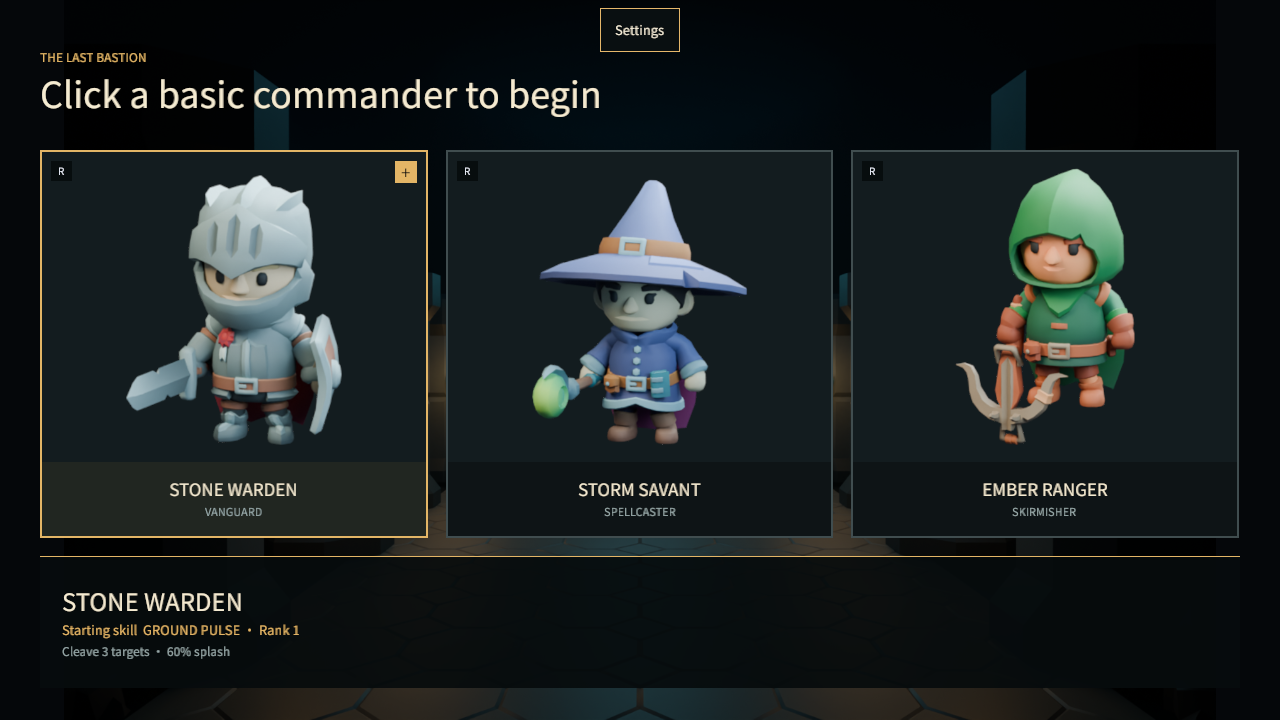 Settings
THE LAST BASTION
Click a basic commander to begin
R
+
R
R
STONE WARDEN
VANGUARD
STORM SAVANT
SPELLCASTER
EMBER RANGER
SKIRMISHER
STONE WARDEN
Starting skill GROUND PULSE • Rank 1
Cleave 3 targets • 60% splash